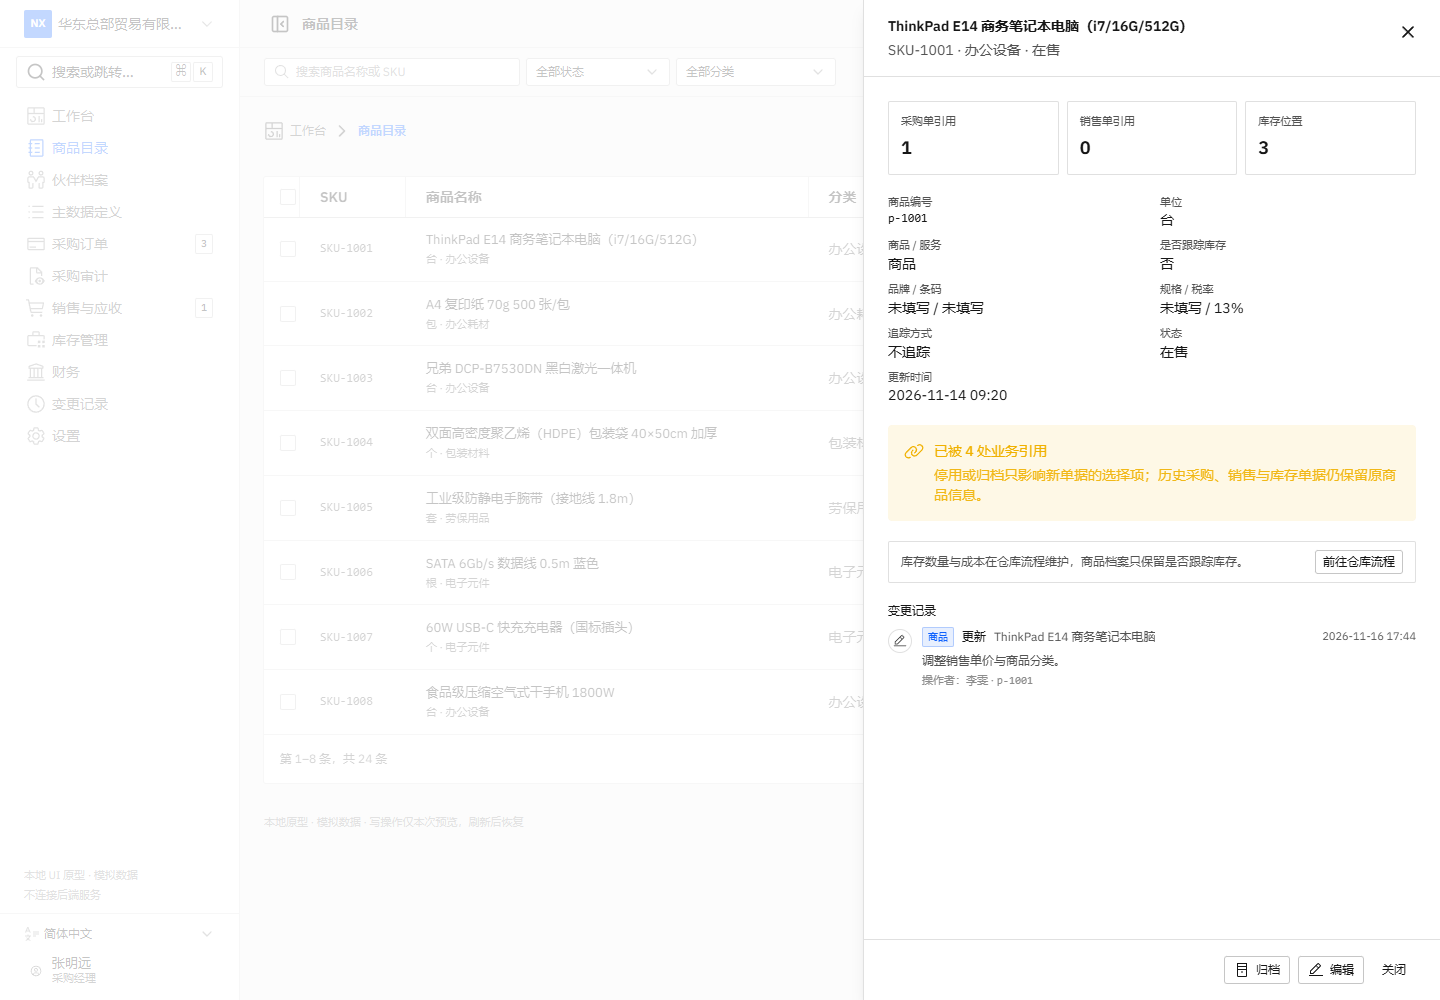 NX 华东总部贸易有限...
搜索或跳转... ⌘ K
工作台
商品目录
伙伴档案
主数据定义
采购订单 3
采购审计
销售与应收 1
库存管理
财务
变更记录
设置
本地 UI 原型 · 模拟数据
不连接后端服务
简体中文
张明远
采购经理
商品目录
搜索商品名称或 SKU 全部状态 全部分类
工作台 商品目录
SKU 商品名称 分类
SKU-1001 ThinkPad E14 商务笔记本电脑（i7/16G/512G）
台 · 办公设备
SKU-1002 A4 复印纸 70g 500 张/包
包 · 办公耗材
SKU-1003 兄弟 DCP-B7530DN 黑白激光一体机
台 · 办公设备
SKU-1004 双面高密度聚乙烯（HDPE）包装袋 40×50cm 加厚
个 · 包装材料
SKU-1005 工业级防静电手腕带（接地线 1.8m）
套 · 劳保用品
SKU-1006 SATA 6Gb/s 数据线 0.5m 蓝色
根 · 电子元件
SKU-1007 60W USB-C 快充充电器（国标插头）
个 · 电子元件
SKU-1008 食品级压缩空气式干手机 1800W
台 · 办公设备
第 1–8 条，共 24 条
本地原型 · 模拟数据 · 写操作仅本次预览，刷新后恢复
ThinkPad E14 商务笔记本电脑（i7/16G/512G）
SKU-1001 · 办公设备 · 在售
采购单引用 销售单引用 库存位置
1 0 3
商品编号 单位
p-1001 台
商品 / 服务 是否跟踪库存
商品 否
品牌 / 条码 规格 / 税率
未填写 / 未填写 未填写 / 13%
追踪方式 状态
不追踪 在售
更新时间
2026-11-14 09:20
已被 4 处业务引用
停用或归档只影响新单据的选择项；历史采购、销售与库存单据仍保留原商
品信息。
库存数量与成本在仓库流程维护，商品档案只保留是否跟踪库存。 前往仓库流程
变更记录
商品 更新 ThinkPad E14 商务笔记本电脑 2026-11-16 17:44
调整销售单价与商品分类。
操作者：李雯 · p-1001
归档 编辑 关闭